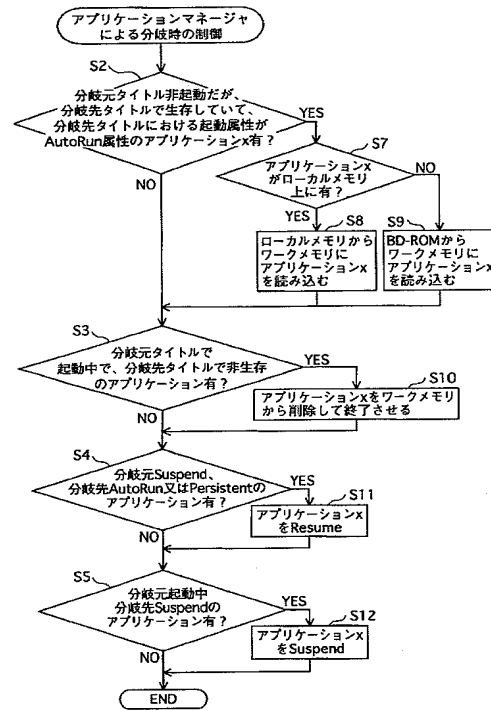 アプリケーションマネージャ
による分岐時の制御
S2
分岐元タイトル非起動だが、
分岐先タイトルで生存していて、
分岐先タイトルにおける起動属性が
AutoRun属性のアプリケーションx有?
YES
NO
S7
アプリケーションx
がローカルメモリ
上に有?
NO
YES
S8
ローカルメモリから
ワークメモリに
アプリケーションx
を読み込む
S9
BD-ROMから
ワークメモリに
アプリケーションx
を読み込む
S3
分岐元タイトルで
起動中で、分岐先タイトルで非生存
のアプリケーション有?
YES
NO
S10
アプリケーションxをワークメモリ
から削除して終了させる
S4
分岐元Suspend、
分岐先AutoRun又はPersistentの
アプリケーション有?
YES
NO
S11
アプリケーションx
をResume
S5
分岐元起動中
分岐先Suspendの
アプリケーション有?
YES
NO
S12
アプリケーションx
をSuspend
END